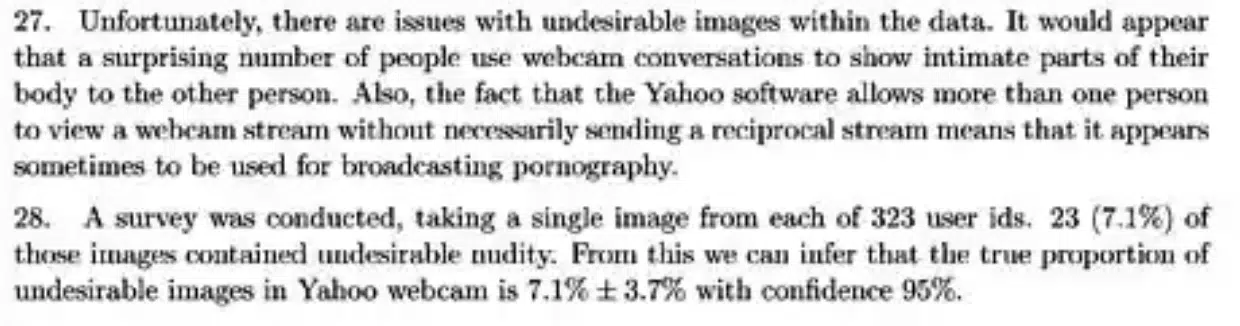 27. Unfortunately, there are issues with undesirable images within the data. It would appear
that a surprising number of people use webcam conversations to show intimate parts of their
body to the other person. Also, the fact that the Yahoo software allows more than one person
to view a webcam stream without necessarily sending a reciprocal stream means that it appears
sometimes to be used for broadcasting pornography.
28. A survey was conducted, taking a single image from each of 323 user ids. 23 (7.1%) of
those images contained undesirable nudity. From this we can infer that the true proportion of
undesirable images in Yahoo webcam is 7.1% ± 3.7% with confidence 95%.